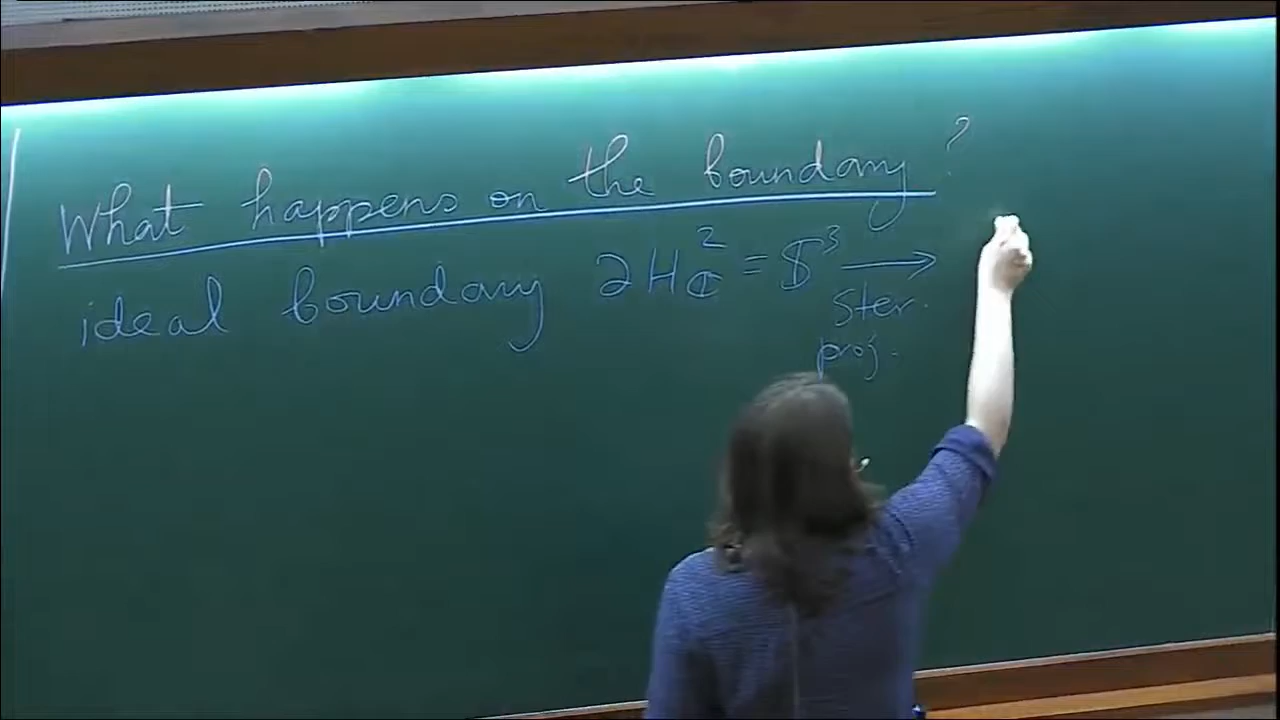 What happens on the boundary?
ideal boundary ∂H²_ℂ = 𝕊³ ⟶
Ster.
proj.